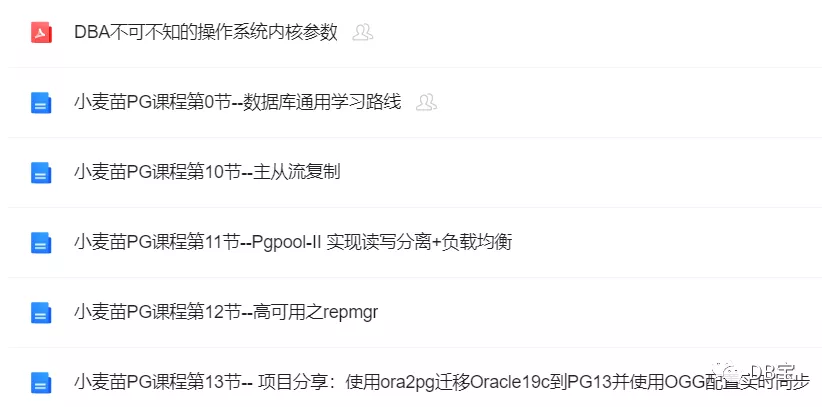 DBA不可不知的操作系统内核参数
小麦苗PG课程第0节--数据库通用学习路线
小麦苗PG课程第10节--主从流复制
小麦苗PG课程第11节--Pgpool-II 实现读写分离+负载均衡
小麦苗PG课程第12节--高可用之repmgr
小麦苗PG课程第13节-- 项目分享：使用ora2pg迁移Oracle19c到PG13并使用OGG配置实时同步
DB宝